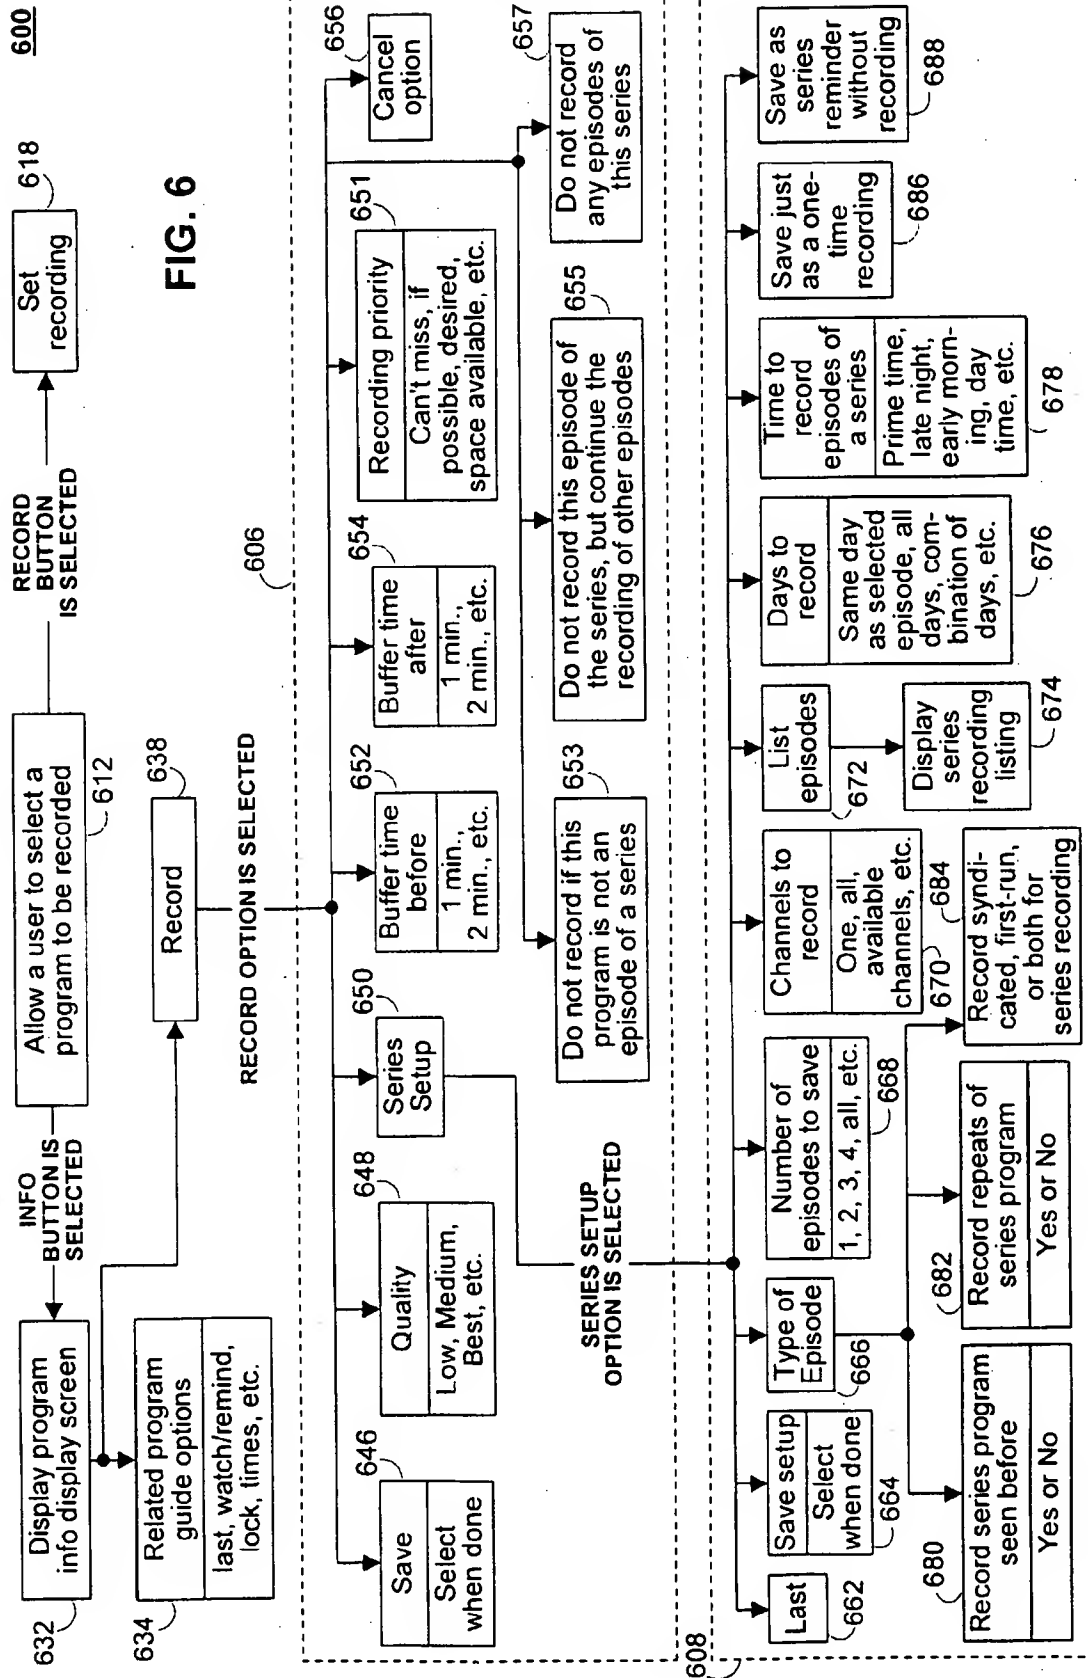 600
Allow a user to select a
program to be recorded
612
RECORD
BUTTON
IS SELECTED
Set
recording
618
FIG. 6
INFO
BUTTON IS
SELECTED
Display program
info display screen
632
Related program
guide options
last, watch/remind,
lock, times, etc.
634
Record
638
RECORD OPTION IS SELECTED
606
Save
Select
when done
646
Quality
Low, Medium,
Best, etc.
648
Series
Setup
650
Buffer time
before
1 min.,
2 min., etc.
652
Buffer time
after
1 min.,
2 min., etc.
654
Recording priority
Can't miss, if
possible, desired,
space available, etc.
651
Cancel
option
656
Do not record if this
program is not an
episode of a series
653
Do not record this episode of
the series, but continue the
recording of other episodes
655
Do not record
any episodes of
this series
657
SERIES SETUP
OPTION IS SELECTED
608
Last
662
Save setup
Select
when done
664
Type of
Episode
666
Number of
episodes to save
1, 2, 3, 4, all, etc.
668
Channels to
record
One, all,
available
channels, etc.
670
List
episodes
672
Display
series
recording
listing
674
Days to
record
Same day
as selected
episode, all
days, com-
bination of
days, etc.
676
Time to
record
episodes of
a series
Prime time,
late night,
early morn-
ing, day
time, etc.
678
Save just
as a one-
time
recording
686
Save as
series
reminder
without
recording
688
Record series program
seen before
Yes or No
680
Record repeats of
series program
Yes or No
682
Record syndi-
cated, first-run,
or both for
series recording
684